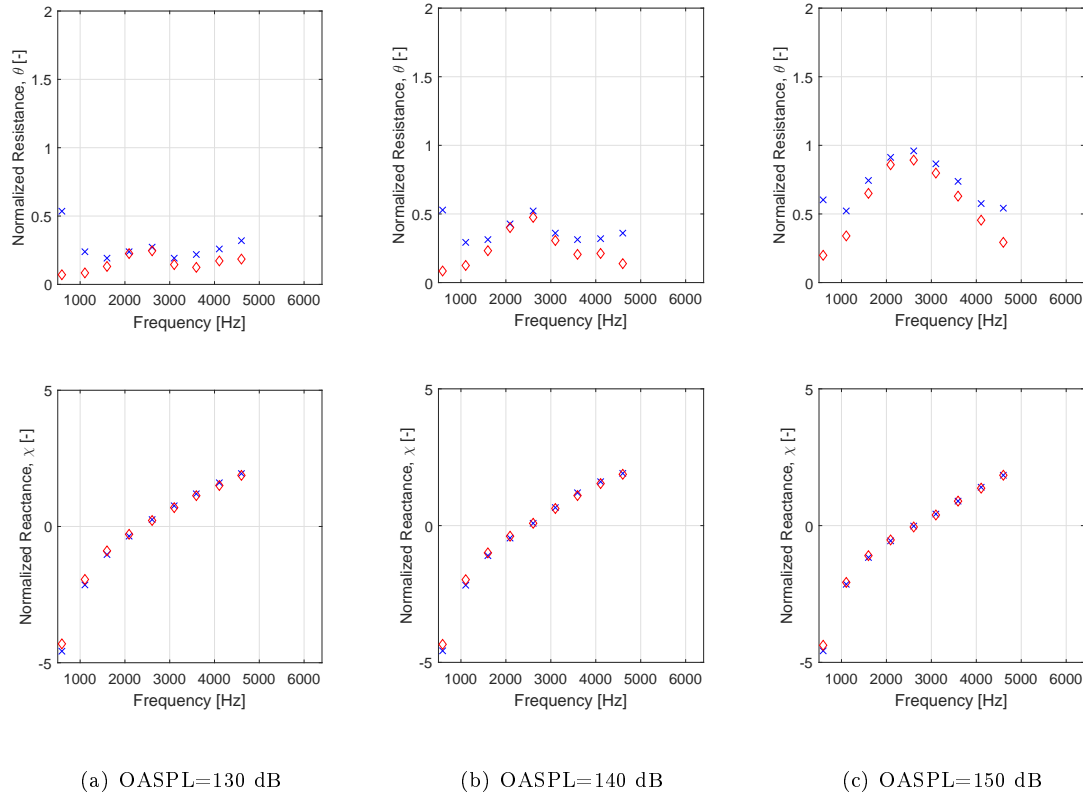 2
1.5
1
0.5
0
Normalized Resistance, θ [-]
1000 2000 3000 4000 5000 6000
Frequency [Hz]
2
1.5
1
0.5
0
Normalized Resistance, θ [-]
1000 2000 3000 4000 5000 6000
Frequency [Hz]
2
1.5
1
0.5
0
Normalized Resistance, θ [-]
1000 2000 3000 4000 5000 6000
Frequency [Hz]
5
0
-5
Normalized Reactance, χ [-]
1000 2000 3000 4000 5000 6000
Frequency [Hz]
5
0
-5
Normalized Reactance, χ [-]
1000 2000 3000 4000 5000 6000
Frequency [Hz]
5
0
-5
Normalized Reactance, χ [-]
1000 2000 3000 4000 5000 6000
Frequency [Hz]
(a) OASPL=130 dB
(b) OASPL=140 dB
(c) OASPL=150 dB